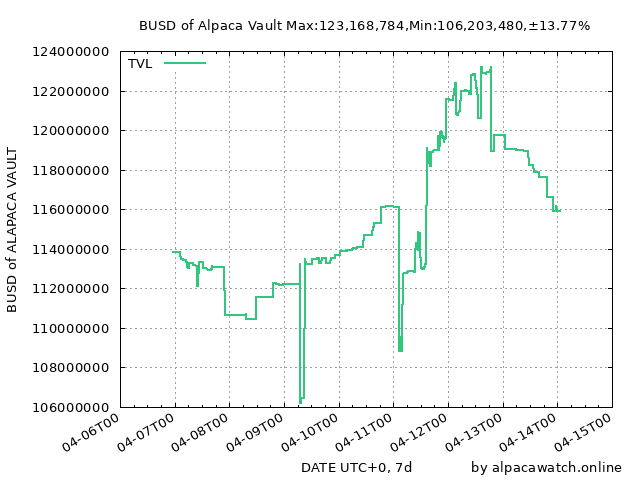 BUSD of Alpaca Vault Max:123,168,784,Min:106,203,480,±13.77%
TVL
124000000
122000000
120000000
118000000
116000000
114000000
112000000
110000000
108000000
106000000
BUSD of ALAPACA VAULT
04-06T00
04-07T00
04-08T00
04-09T00
04-10T00
04-11T00
04-12T00
04-13T00
04-14T00
04-15T00
DATE UTC+0, 7d
by alpacawatch.online